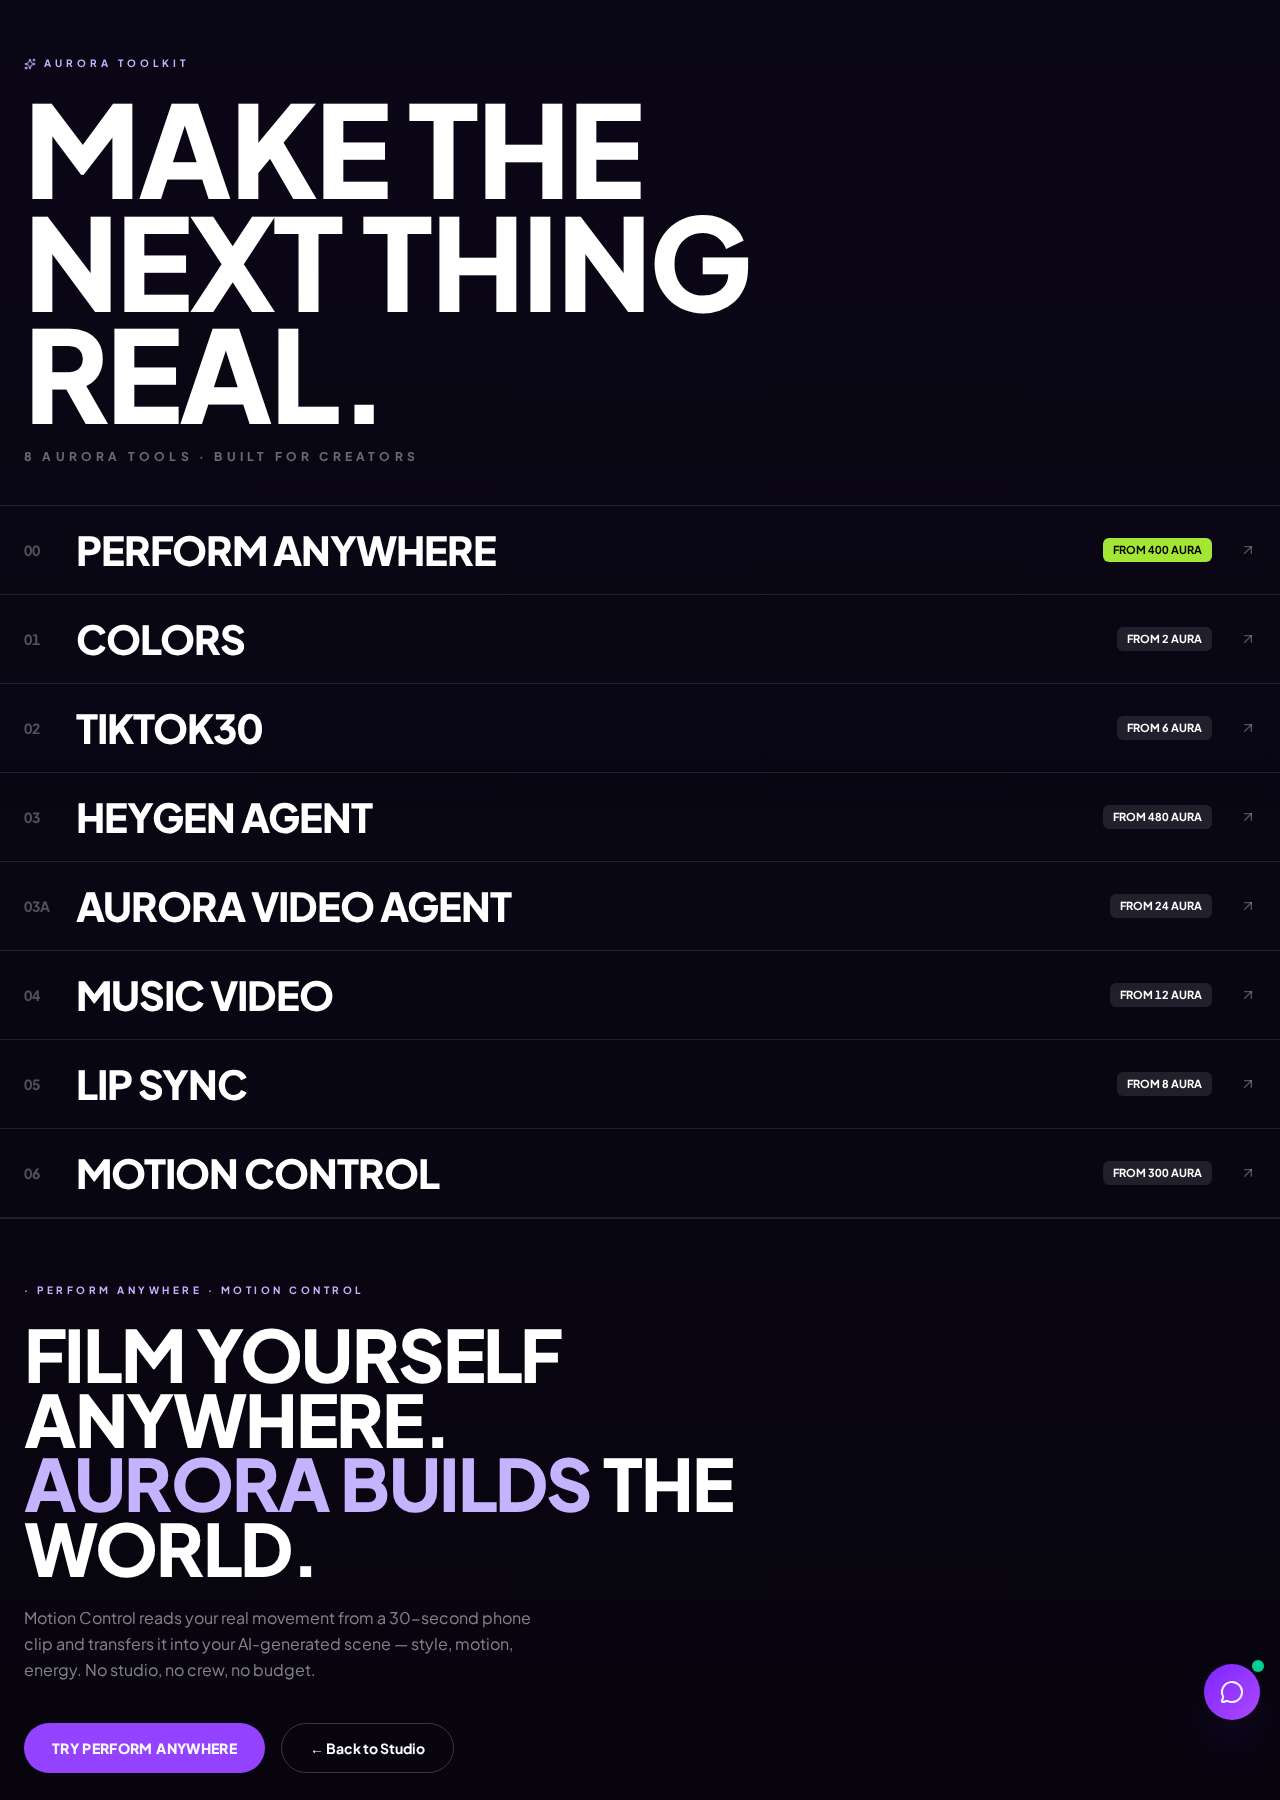 AURORA TOOLKIT
MAKE THE
NEXT THING
REAL.
8 AURORA TOOLS · BUILT FOR CREATORS
00 PERFORM ANYWHERE FROM 400 AURA
01 COLORS FROM 2 AURA
02 TIKTOK30 FROM 6 AURA
03 HEYGEN AGENT FROM 480 AURA
03A AURORA VIDEO AGENT FROM 24 AURA
04 MUSIC VIDEO FROM 12 AURA
05 LIP SYNC FROM 8 AURA
06 MOTION CONTROL FROM 300 AURA
· PERFORM ANYWHERE · MOTION CONTROL
FILM YOURSELF
ANYWHERE.
AURORA BUILDS THE
WORLD.
Motion Control reads your real movement from a 30-second phone
clip and transfers it into your AI-generated scene — style, motion,
energy. No studio, no crew, no budget.
TRY PERFORM ANYWHERE ← Back to Studio